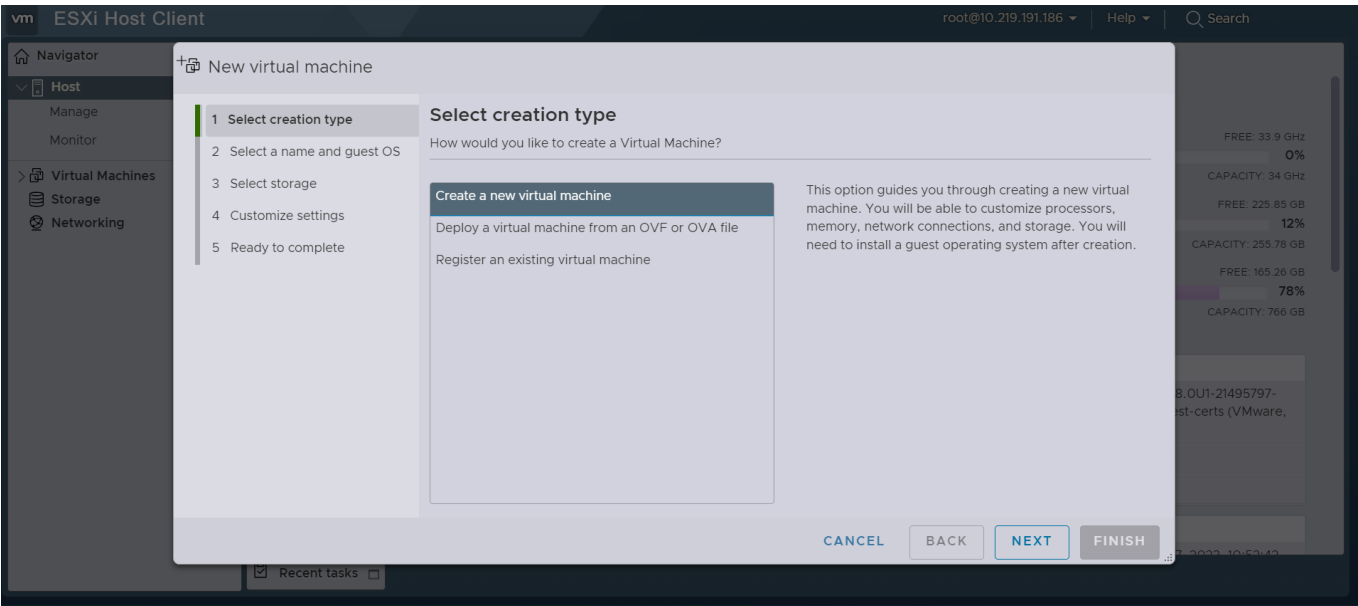 vm ESXi Host Client root@10.219.191.186 Help Search
Navigator
Host
Manage
Monitor
Virtual Machines
Storage
Networking
New virtual machine
1 Select creation type
2 Select a name and guest OS
3 Select storage
4 Customize settings
5 Ready to complete
Select creation type
How would you like to create a Virtual Machine?
Create a new virtual machine
Deploy a virtual machine from an OVF or OVA file
Register an existing virtual machine
This option guides you through creating a new virtual
machine. You will be able to customize processors,
memory, network connections, and storage. You will
need to install a guest operating system after creation.
CANCEL BACK NEXT FINISH
FREE: 33.9 GHz
0%
CAPACITY: 34 GHz
FREE: 225.85 GB
12%
CAPACITY: 255.78 GB
FREE: 165.26 GB
78%
CAPACITY: 766 GB
8.0U1-21495797-
est-certs (VMware,
Recent tasks